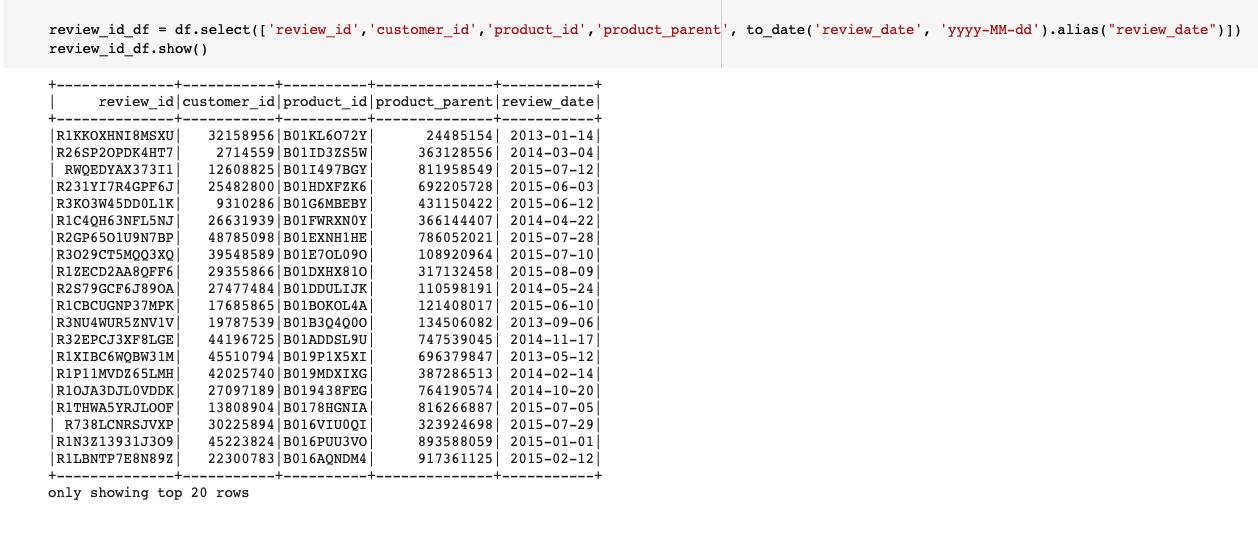 review_id_df = df.select(['review_id','customer_id','product_id','product_parent', to_date('review_date', 'yyyy-MM-dd').alias("review_date")])
review_id_df.show()
+--------------+-----------+----------+--------------+-----------+
|     review_id|customer_id|product_id|product_parent|review_date|
+--------------+-----------+----------+--------------+-----------+
|R1KKOXHNI8MSXU|   32158956|B01KL6O72Y|      24485154| 2013-01-14|
|R26SP2OPDK4HT7|    2714559|B01ID3ZS5W|     363128556| 2014-03-04|
| RWQEDYAX373I1|   12608825|B01I497BGY|     811958549| 2015-07-12|
|R231YI7R4GPF6J|   25482800|B01HDXFZK6|     692205728| 2015-06-03|
|R3KO3W45DD0L1K|    9310286|B01G6MBEBY|     431150422| 2015-06-12|
|R1C4QH63NFL5NJ|   26631939|B01FWRXN0Y|     366144407| 2014-04-22|
|R2GP65O1U9N7BP|   48785098|B01EXNH1HE|     786052021| 2015-07-28|
|R3O29CT5MQQ3XQ|   39548589|B01E7OL09O|     108920964| 2015-07-10|
|R1ZECD2AA8QFF6|   29355866|B01DXHX81O|     317132458| 2015-08-09|
|R2S79GCF6J89OA|   27477484|B01DDULIJK|     110598191| 2014-05-24|
|R1CBCUGNP37MPK|   17685865|B01BOKOL4A|     121408017| 2015-06-10|
|R3NU4WUR5ZNV1V|   19787539|B01B3Q4Q0O|     134506082| 2013-09-06|
|R32EPCJ3XF8LGE|   44196725|B01ADDSL9U|     747539045| 2014-11-17|
|R1XIBC6WQBW31M|   45510794|B019P1X5XI|     696379847| 2013-05-12|
|R1P11MVDZ65LMH|   42025740|B019MDXIXG|     387286513| 2014-02-14|
|R1OJA3DJL0VDDK|   27097189|B019438FEG|     764190574| 2014-10-20|
|R1THWA5YRJLOOF|   13808904|B0178HGNIA|     816266887| 2015-07-05|
| R738LCNRSJVXP|   30225894|B016VIU0QI|     323924698| 2015-07-29|
|R1N3Z13931J3O9|   45223824|B016PUU3VO|     893588059| 2015-01-01|
|R1LBNTP7E8N89Z|   22300783|B016AQNDM4|     917361125| 2015-02-12|
+--------------+-----------+----------+--------------+-----------+
only showing top 20 rows